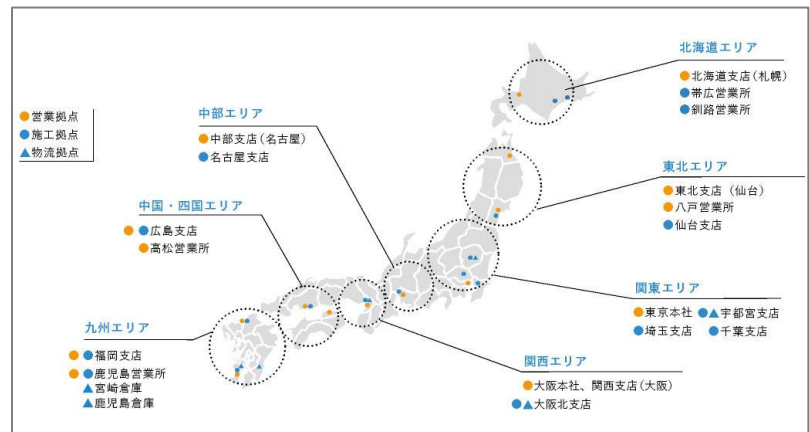 北海道エリア
●北海道支店(札幌)
●帯広営業所
●釧路営業所
●営業拠点
●施工拠点
▲物流拠点
中部エリア
●中部支店(名古屋)
●名古屋支店
東北エリア
●東北支店 (仙台)
●八戸営業所
●仙台支店
中国・四国エリア
● ●広島支店
●高松営業所
関東エリア
●東京本社 ●▲宇都宮支店
●埼玉支店 ●千葉支店
九州エリア
● ●福岡支店
● ●鹿児島営業所
▲宮崎倉庫
▲鹿児島倉庫
関西エリア
●大阪本社、関西支店(大阪)
●▲大阪北支店